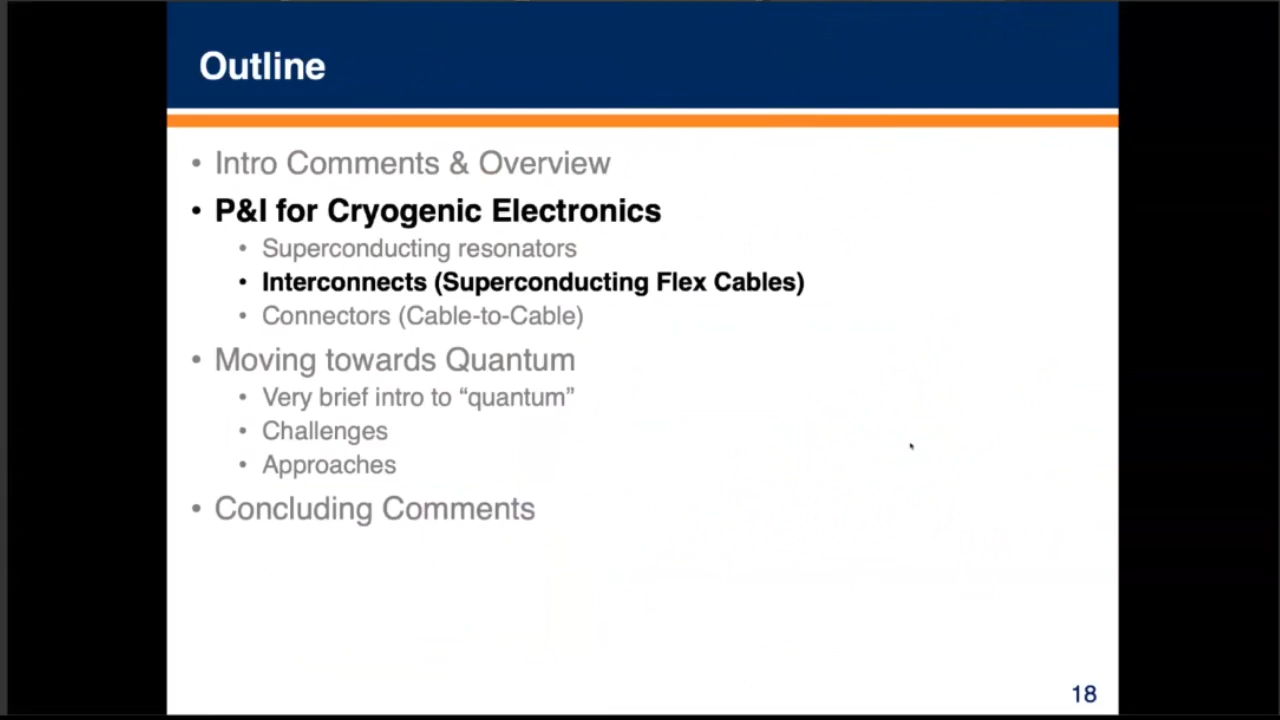 Outline
• Intro Comments & Overview
• P&I for Cryogenic Electronics
• Superconducting resonators
• Interconnects (Superconducting Flex Cables)
• Connectors (Cable-to-Cable)
• Moving towards Quantum
• Very brief intro to “quantum”
• Challenges
• Approaches
• Concluding Comments
18